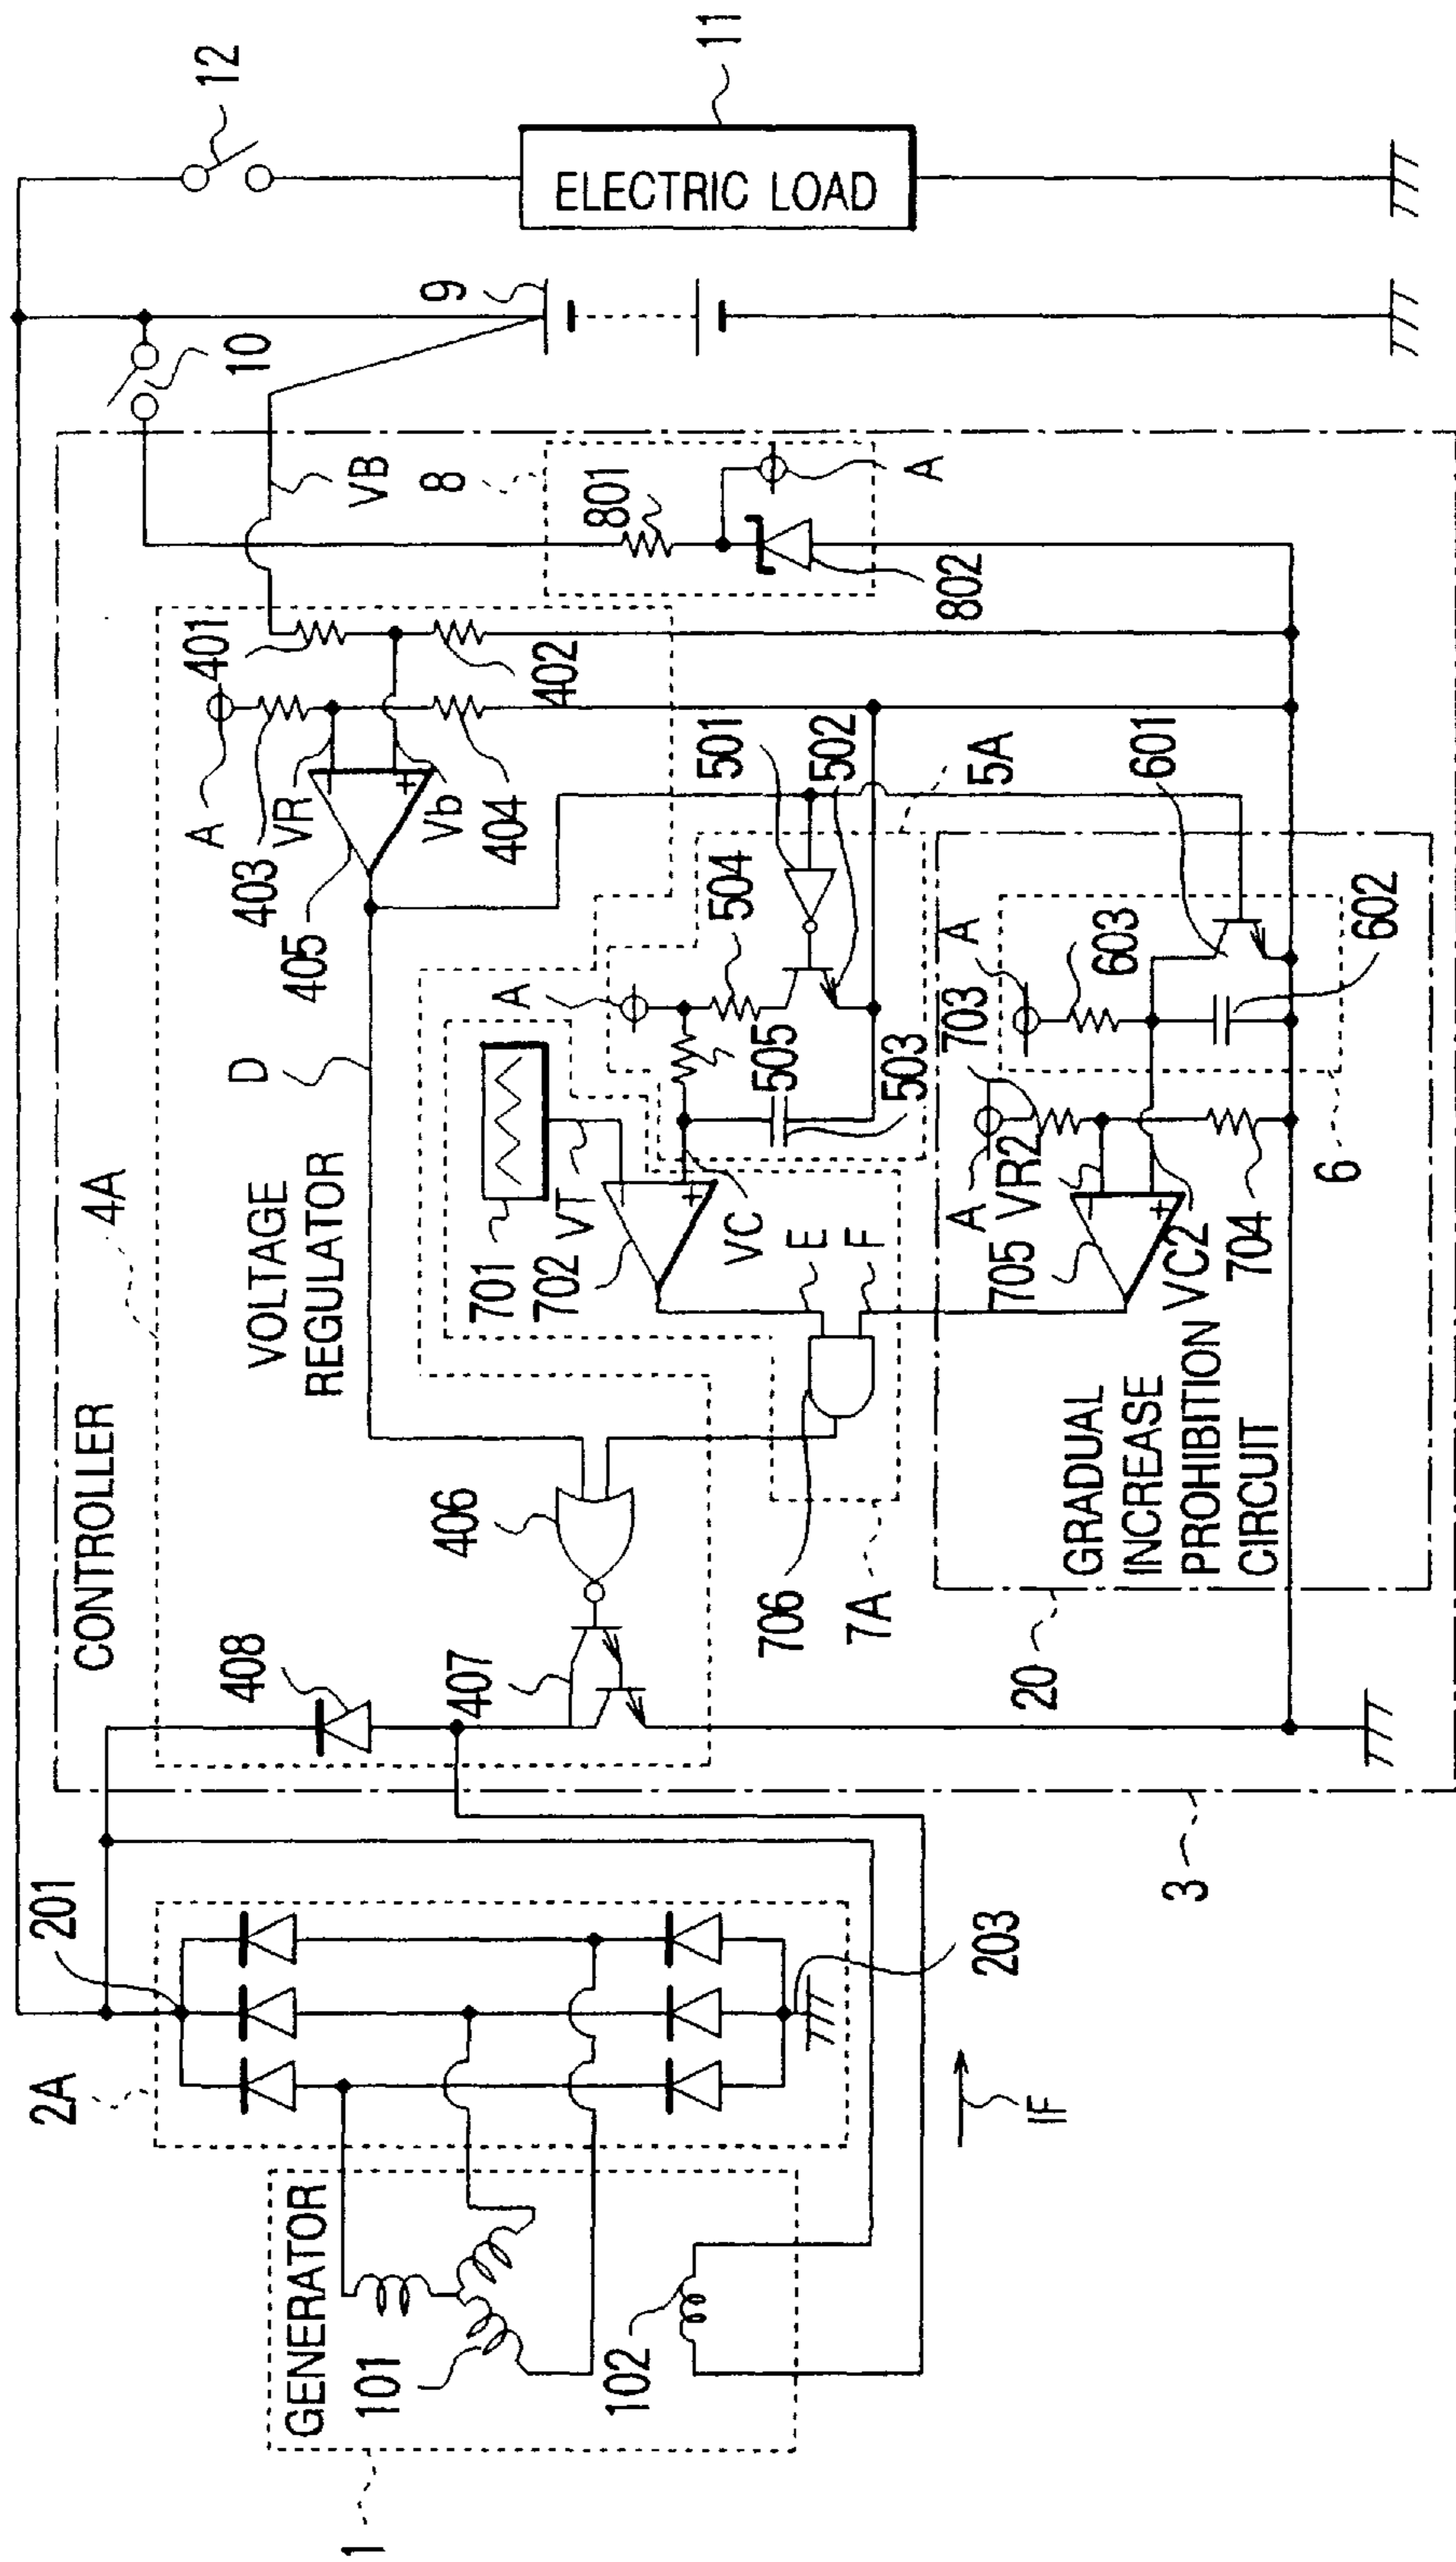 1
GENERATOR
101
102
2A
201
203
IF
3
CONTROLLER
4A
VOLTAGE
REGULATOR
408
407
406
D
A
401
402
403
VR
Vb
404
405
VB
8
801
A
802
10
9
12
11
ELECTRIC LOAD
501
502
5A
504
A
505
503
701
VT
702
VC
E
F
706
7A
20
GRADUAL
INCREASE
PROHIBITION
CIRCUIT
A
603
601
602
703
A
VR2
705
VC2
704
6